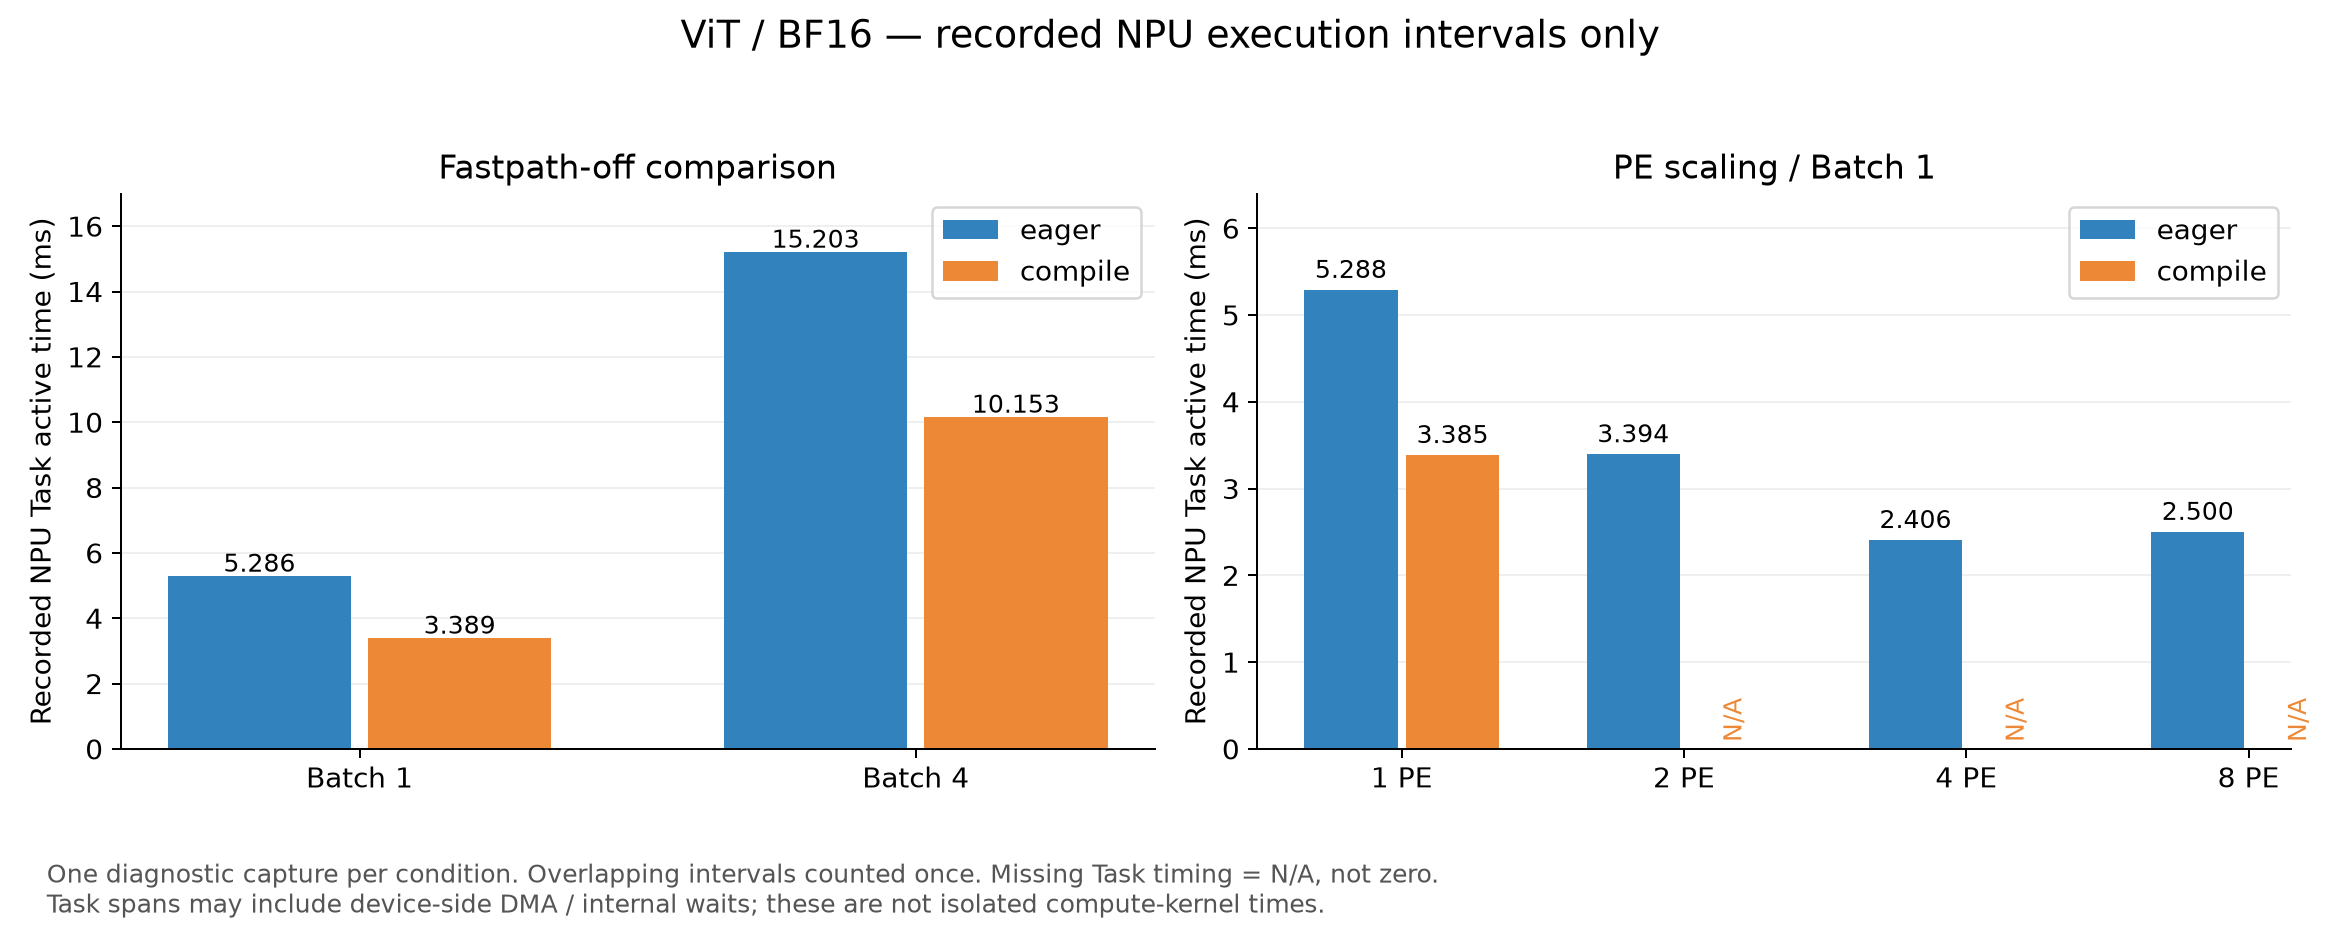 ViT / BF16 — recorded NPU execution intervals only
Fastpath-off comparison
Recorded NPU Task active time (ms)
16
14
12
10
8
6
4
2
0
eager
compile
5.286
3.389
15.203
10.153
Batch 1
Batch 4
PE scaling / Batch 1
Recorded NPU Task active time (ms)
6
5
4
3
2
1
0
eager
compile
5.288
3.385
3.394
N/A
2.406
N/A
2.500
N/A
1 PE
2 PE
4 PE
8 PE
One diagnostic capture per condition. Overlapping intervals counted once. Missing Task timing = N/A, not zero.
Task spans may include device-side DMA / internal waits; these are not isolated compute-kernel times.